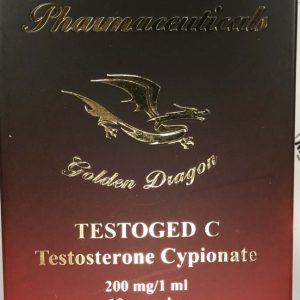 Pharmaceuticals
Golden Dragon
TESTOGED C
Testosterone Cypionate
200 mg/1 ml